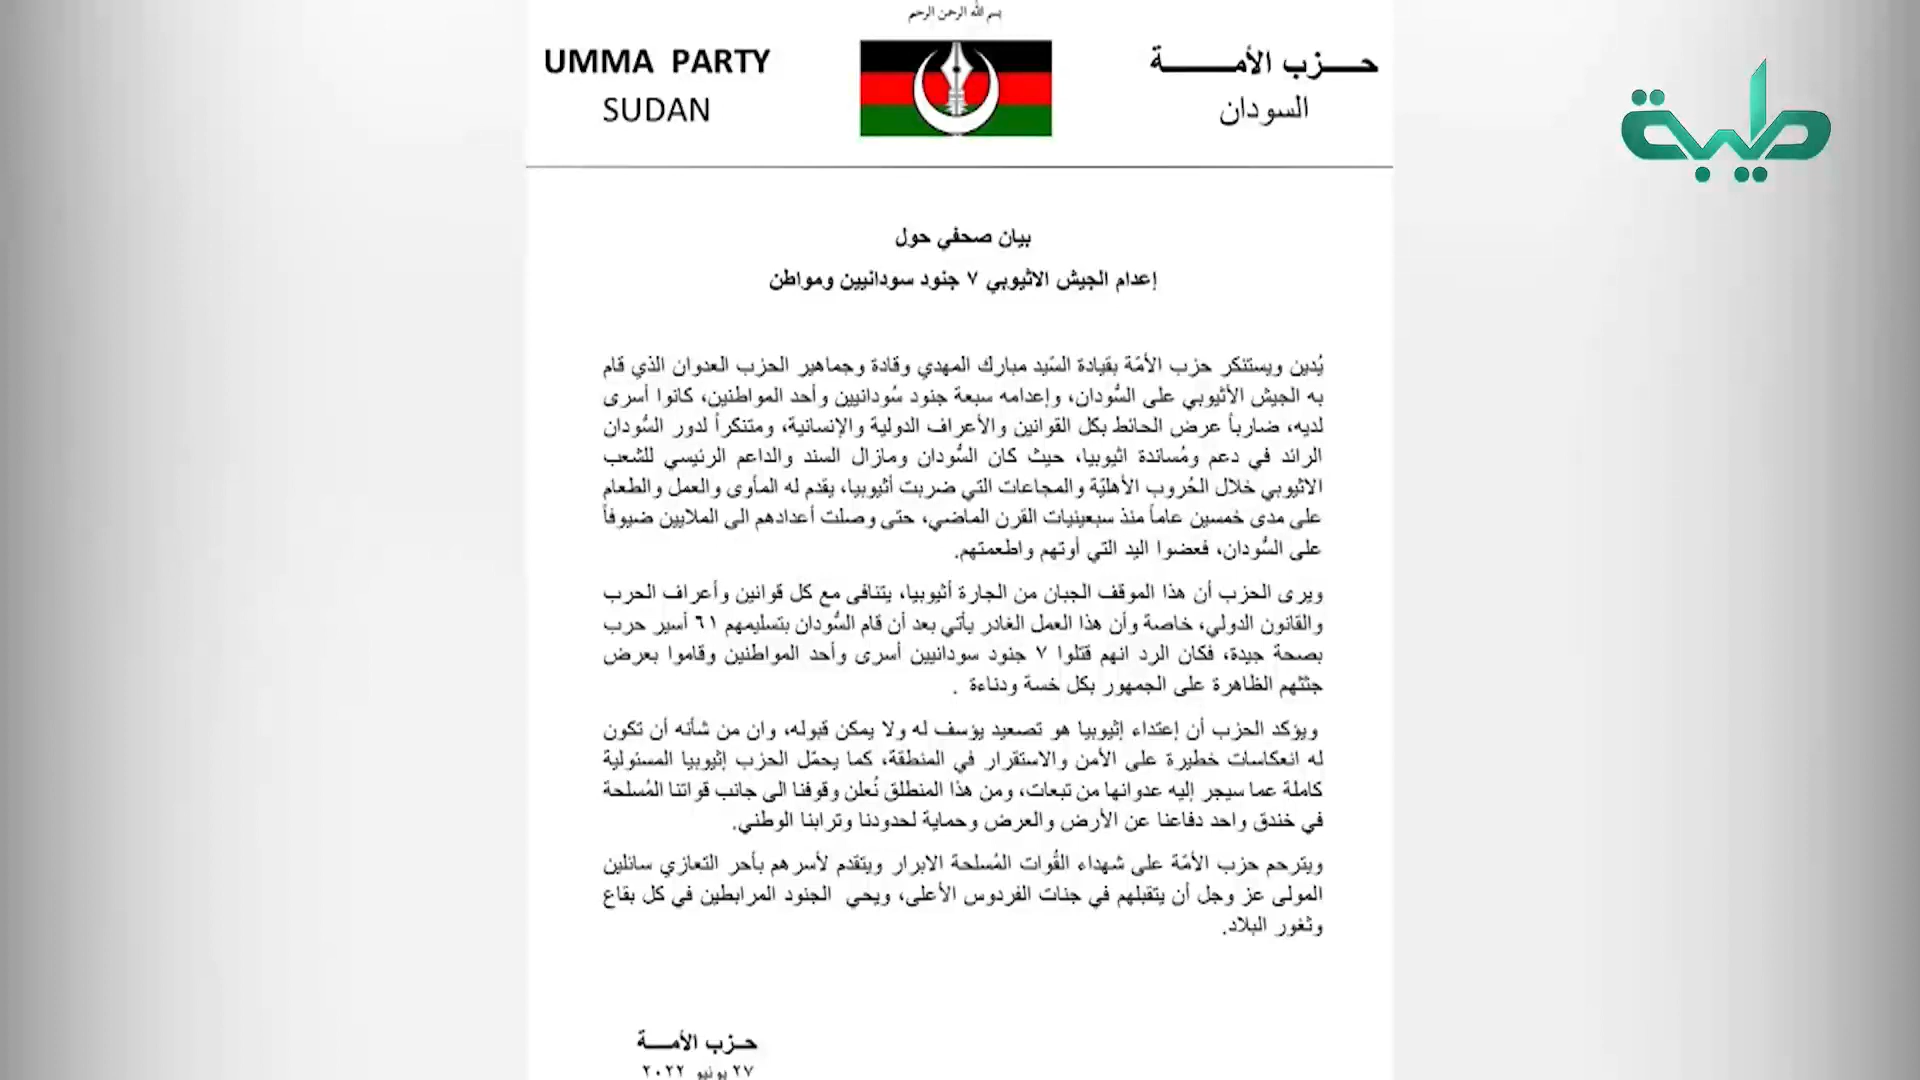 بسم الله الرحمن الرحيم
UMMA PARTY
SUDAN
حـــزب الأمـــــــة
السودان
طيبة
بيان صحفي حول
إعدام الجيش الاثيوبي ٧ جنود سودانيين ومواطن
يُدين ويستنكر حزب الأمّة بقيادة السّيد مبارك المهدي وقادة وجماهير الحزب العدوان الذي قام
به الجيش الأثيوبي على السُّودان، وإعدامه سبعة جنود سُودانيين وأحد المواطنين، كانوا أسرى
لديه، ضارباً عرض الحائط بكل القوانين والأعراف الدولية والإنسانية، ومتنكراً لدور السُّودان
الرائد في دعم ومُساندة اثيوبيا، حيث كان السُّودان ومازال السند والداعم الرئيسي للشعب
الاثيوبي خلال الحُروب الأهليّة والمجاعات التي ضربت أثيوبيا، يقدم له المأوى والعمل والطعام
على مدى خمسين عاماً منذ سبعينيات القرن الماضي، حتى وصلت أعدادهم الى الملايين ضيوفاً
على السُّودان، فعضوا اليد التي أوتهم واطعمتهم.
ويرى الحزب أن هذا الموقف الجبان من الجارة أثيوبيا، يتنافى مع كل قوانين وأعراف الحرب
والقانون الدولي، خاصة وأن هذا العمل الغادر يأتي بعد أن قام السُّودان بتسليمهم ٦١ أسير حرب
بصحة جيدة، فكان الرد انهم قتلوا ٧ جنود سودانيين أسرى وأحد المواطنين وقاموا بعرض
جثثهم الظاهرة على الجمهور بكل خسة ودناءة .
ويؤكد الحزب أن إعتداء إثيوبيا هو تصعيد يؤسف له ولا يمكن قبوله، وان من شأنه أن تكون
له انعكاسات خطيرة على الأمن والاستقرار في المنطقة، كما يحمّل الحزب إثيوبيا المسئولية
كاملة عما سيجر إليه عدوانها من تبعات، ومن هذا المنطلق نُعلن وقوفنا الى جانب قواتنا المُسلحة
في خندق واحد دفاعنا عن الأرض والعرض وحماية لحدودنا وترابنا الوطني.
ويترحم حزب الأمّة على شهداء القُوات المُسلحة الابرار ويتقدم لأسرهم بأحر التعازي سائلين
المولى عز وجل أن يتقبلهم في جنات الفردوس الأعلى، ويحي الجنود المرابطين في كل بقاع
وثغور البلاد.
حـزب الأمـــة
٢٧ يونيو ٢٠٢٢